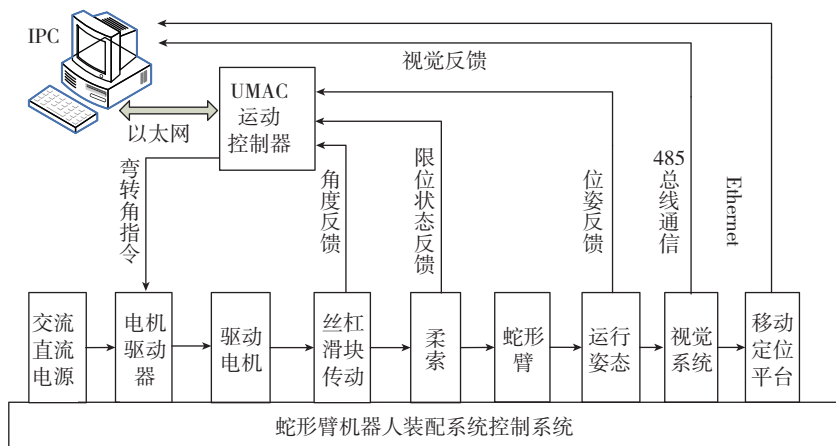 IPC
视觉反馈
UMAC
运动
控制器
以太网
弯转角指令
角度反馈
限位状态反馈
位姿反馈
485
总线通信
Ethernet
交流
直流
电源
电机
驱动器
驱动
电机
丝杠
滑块
传动
柔索
蛇形
臂
运行
姿态
视觉
系统
移动
定位
平台
蛇形臂机器人装配系统控制系统